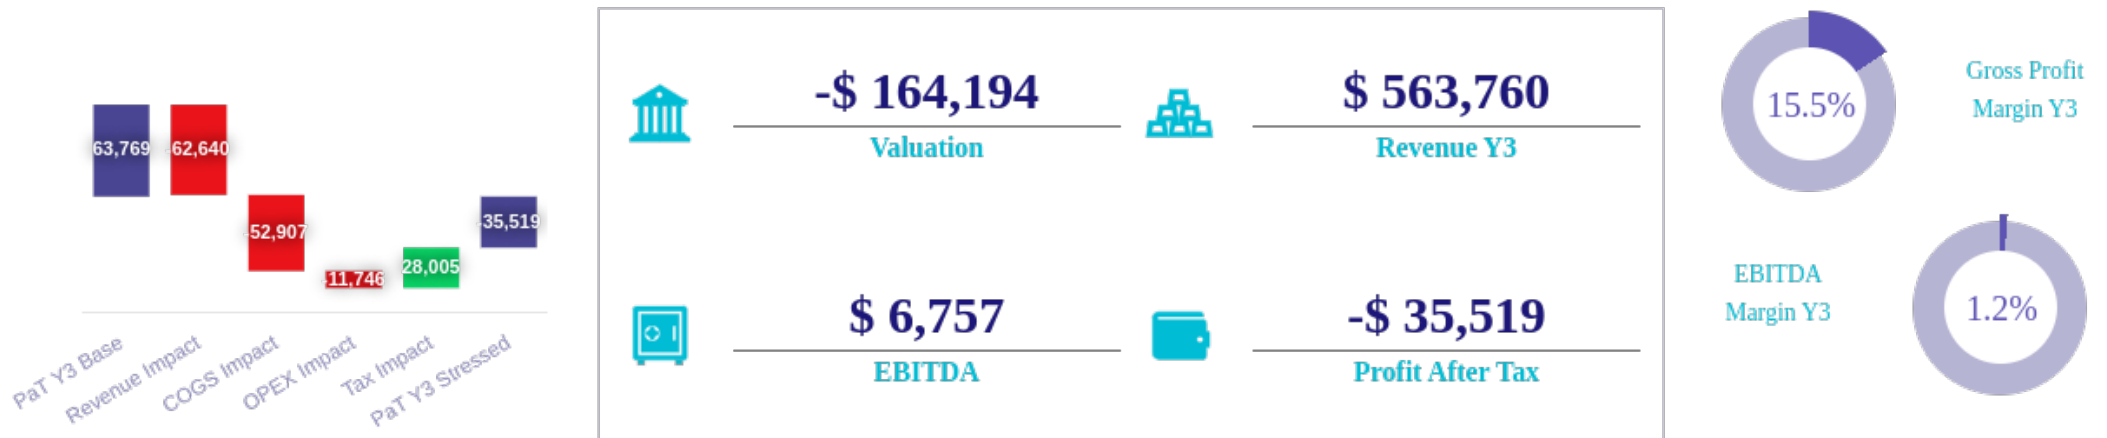 63,769
-62,640
-52,907
-11,746
28,005
-35,519
PaT Y3 Base
Revenue Impact
COGS Impact
OPEX Impact
Tax Impact
PaT Y3 Stressed
-$ 164,194
Valuation
$ 563,760
Revenue Y3
$ 6,757
EBITDA
-$ 35,519
Profit After Tax
15.5%
Gross Profit
Margin Y3
EBITDA
Margin Y3
1.2%